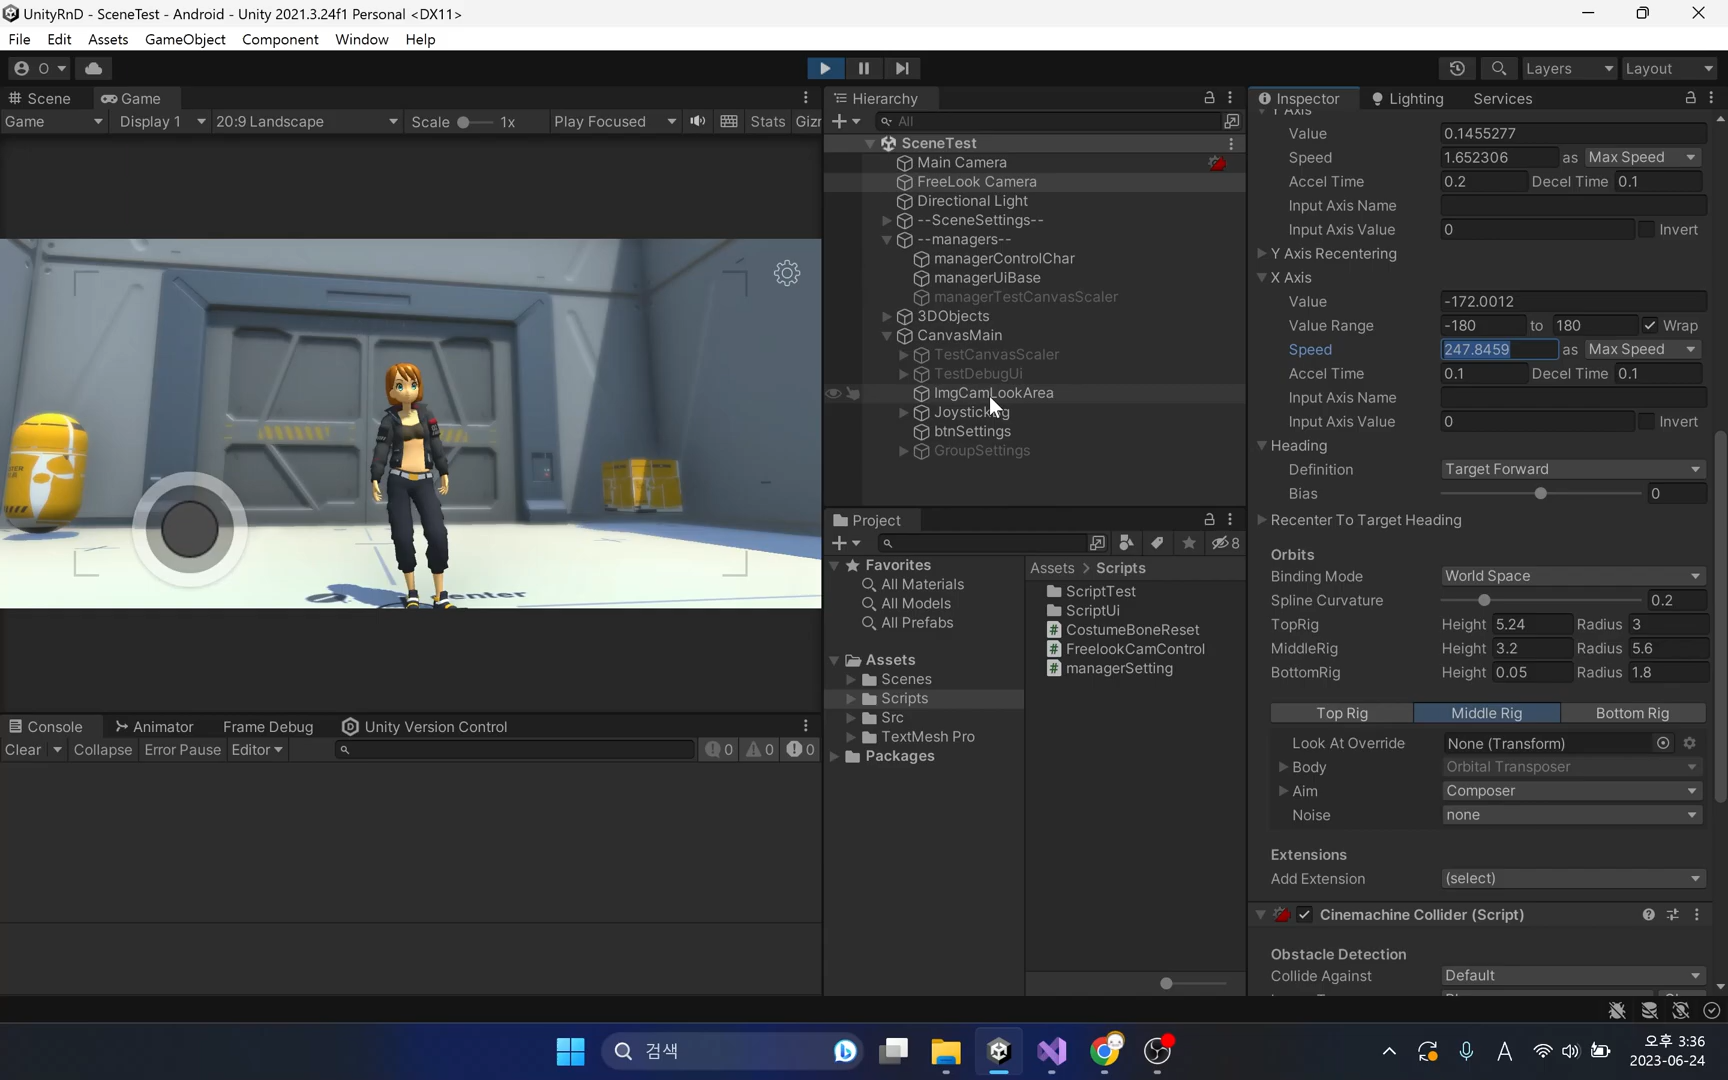 UnityRnD - SceneTest - Android - Unity 2021.3.24f1 Personal <DX11>
File Edit Assets GameObject Component Window Help
O Layers Layout
Scene Game
Game Display 1 20:9 Landscape Scale 1x Play Focused Stats Giz
enter
Console Animator Frame Debug Unity Version Control
Clear Collapse Error Pause Editor 0 0 0
Hierarchy
All
SceneTest
Main Camera
FreeLook Camera
Directional Light
--SceneSettings--
--managers--
managerControlChar
managerUiBase
managerTestCanvasScaler
3DObjects
CanvasMain
TestCanvasScaler
TestDebugUi
ImgCamLookArea
btnSettings
GroupSettings
Project
8
Favorites
All Materials
All Models
All Prefabs
Assets
Scenes
Scripts
Src
TextMesh Pro
Packages
Assets > Scripts
ScriptTest
ScriptUi
CostumeBoneReset
FreelookCamControl
managerSetting
Inspector Lighting Services
Y Axis
Value 0.1455277
Speed 1.652306 as Max Speed
Accel Time 0.2 Decel Time 0.1
Input Axis Name
Input Axis Value 0 Invert
Y Axis Recentering
X Axis
Value -172.0012
Value Range -180 to 180 Wrap
Speed 247.8459 as Max Speed
Accel Time 0.1 Decel Time 0.1
Input Axis Name
Input Axis Value 0 Invert
Heading
Definition Target Forward
Bias 0
Recenter To Target Heading
Orbits
Binding Mode World Space
Spline Curvature 0.2
TopRig Height 5.24 Radius 3
MiddleRig Height 3.2 Radius 5.6
BottomRig Height 0.05 Radius 1.8
Top Rig Middle Rig Bottom Rig
Look At Override None (Transform)
Body Orbital Transposer
Aim Composer
Noise none
Extensions
Add Extension (select)
Cinemachine Collider (Script)
Obstacle Detection
Collide Against Default
검색
A
오후 3:36
2023-06-24